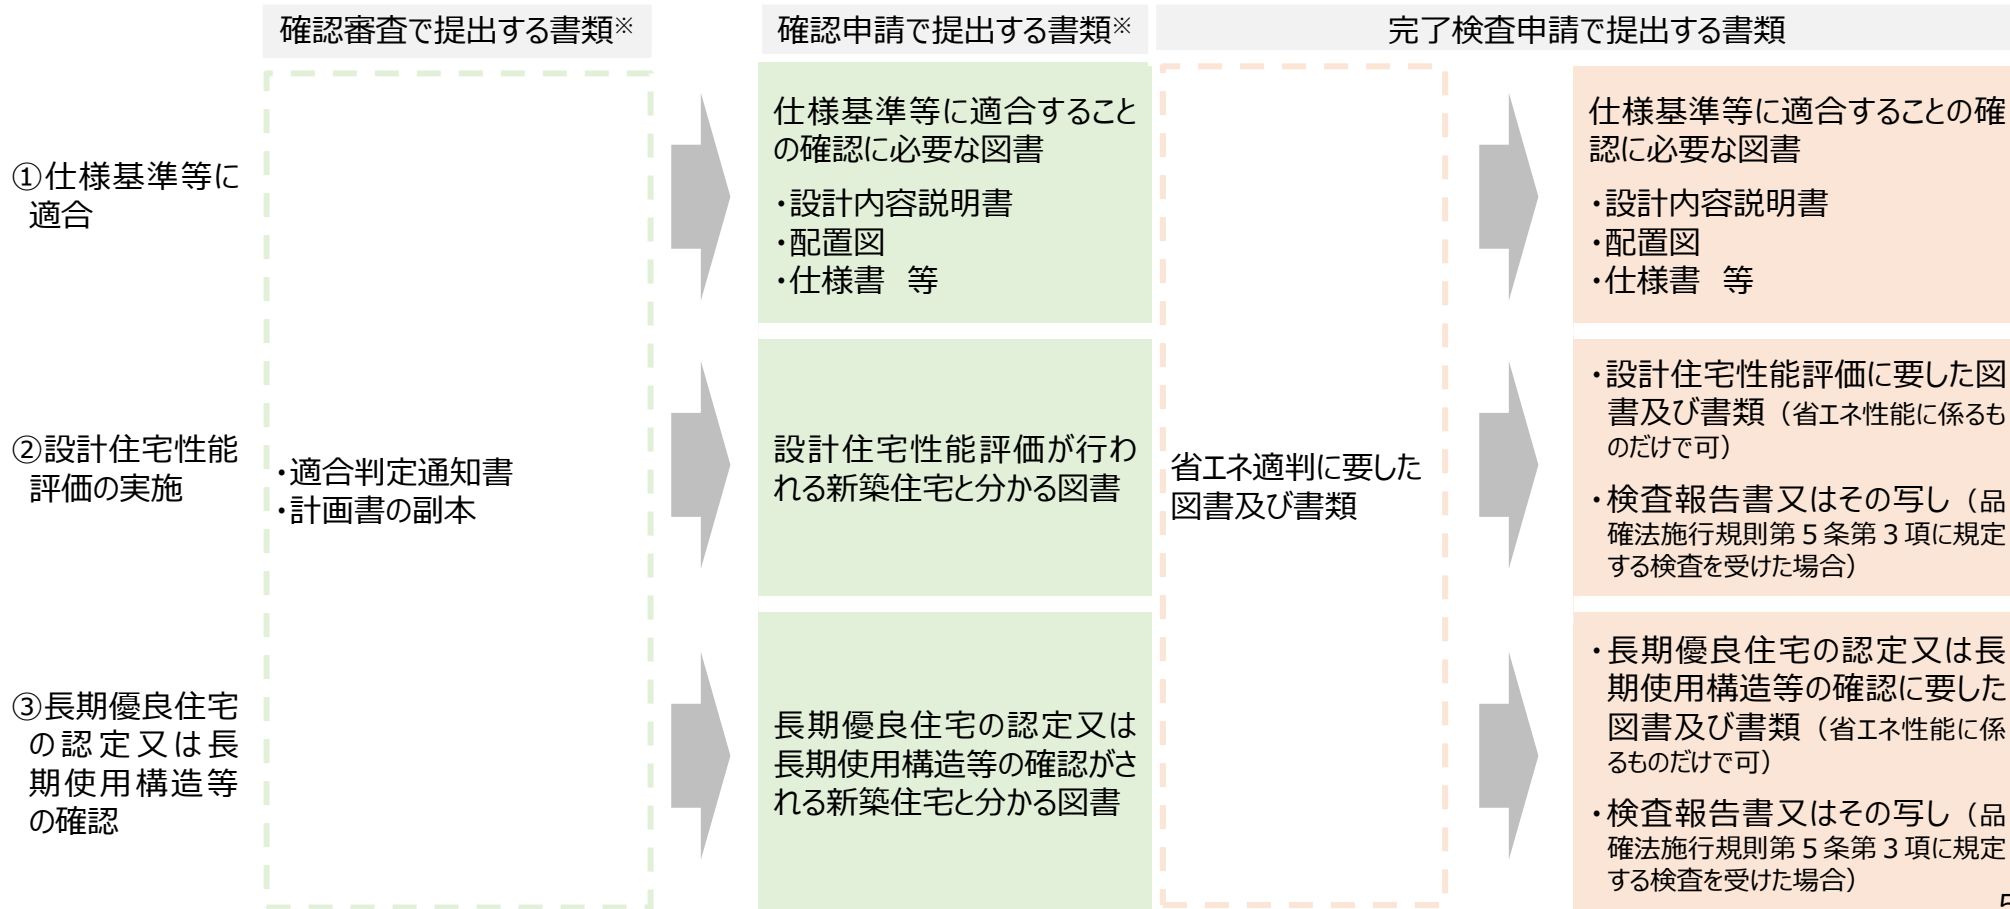 確認審査で提出する書類※
確認申請で提出する書類※
完了検査申請で提出する書類
①仕様基準等に
適合
仕様基準等に適合すること
の確認に必要な図書
・設計内容説明書
・配置図
・仕様書 等
仕様基準等に適合することの確
認に必要な図書
・設計内容説明書
・配置図
・仕様書 等
②設計住宅性能
評価の実施
・適合判定通知書
・計画書の副本
設計住宅性能評価が行わ
れる新築住宅と分かる図書
省エネ適判に要した
図書及び書類
・設計住宅性能評価に要した図
書及び書類（省エネ性能に係るも
のだけで可）
・検査報告書又はその写し（品
確法施行規則第５条第３項に規定
する検査を受けた場合）
③長期優良住宅
の認定又は長
期使用構造等
の確認
長期優良住宅の認定又は
長期使用構造等の確認がさ
れる新築住宅と分かる図書
・長期優良住宅の認定又は長
期使用構造等の確認に要した
図書及び書類（省エネ性能に係
るものだけで可）
・検査報告書又はその写し（品
確法施行規則第５条第３項に規定
する検査を受けた場合）